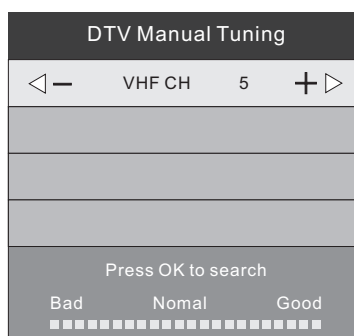 DTV Manual Tuning
VHF CH 5
Press OK to search
Bad Nomal Good